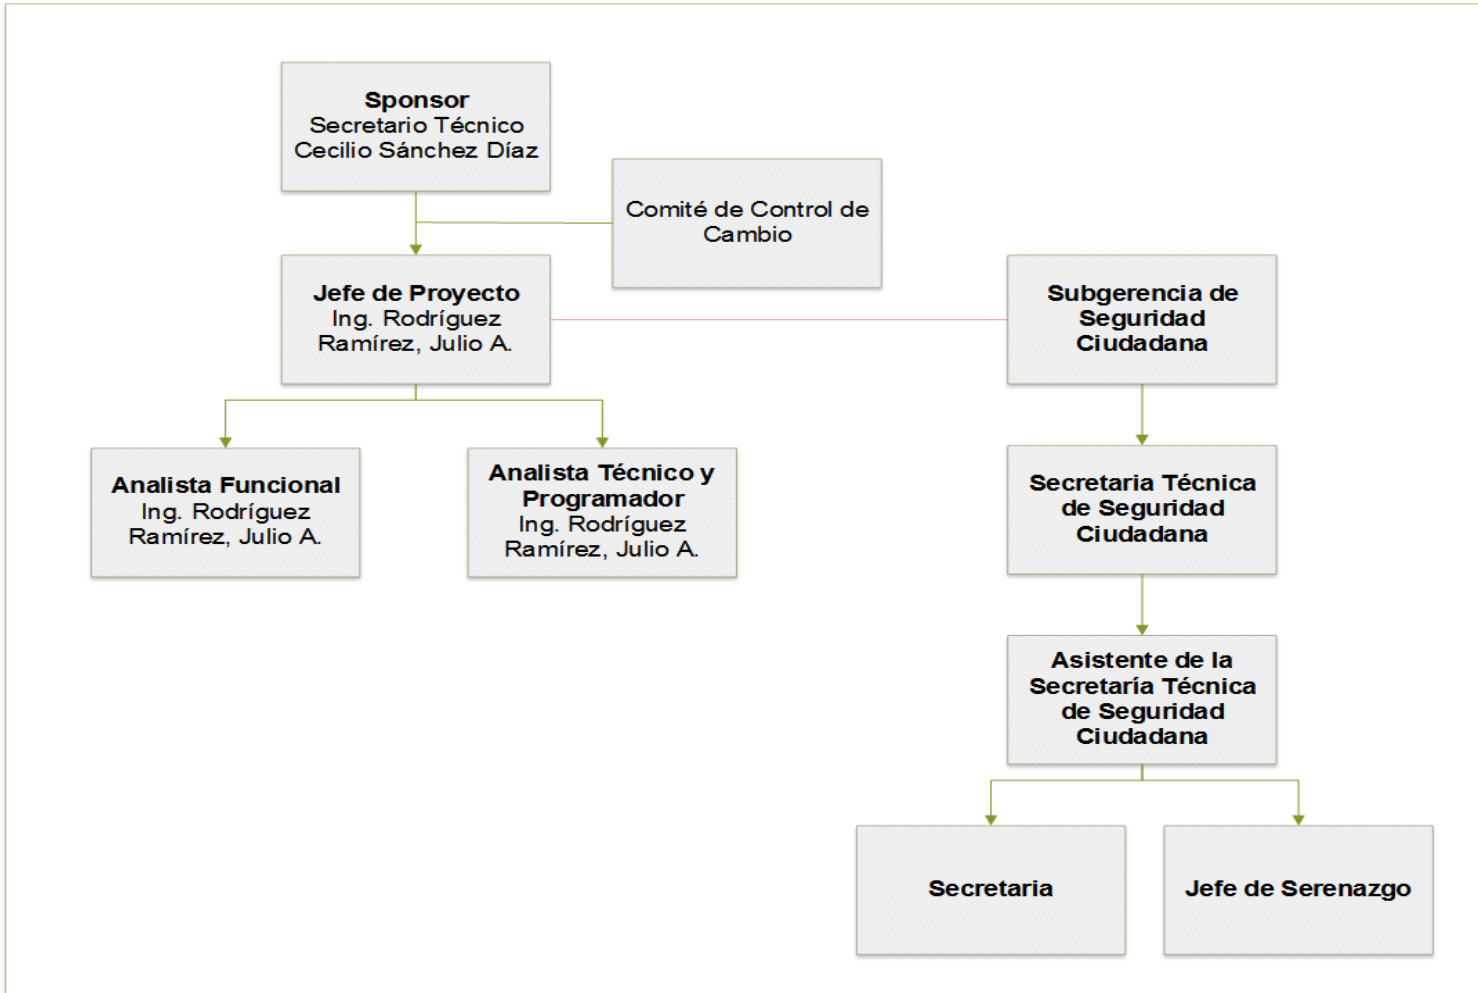 Sponsor
Secretario Técnico
Cecilio Sánchez Díaz
Comité de Control de
Cambio
Jefe de Proyecto
Ing. Rodríguez
Ramírez, Julio A.
Subgerencia de
Seguridad
Ciudadana
Analista Funcional
Ing. Rodríguez
Ramírez, Julio A.
Analista Técnico y
Programador
Ing. Rodríguez
Ramírez, Julio A.
Secretaria Técnica
de Seguridad
Ciudadana
Asistente de la
Secretaría Técnica
de Seguridad
Ciudadana
Secretaria
Jefe de Serenazgo